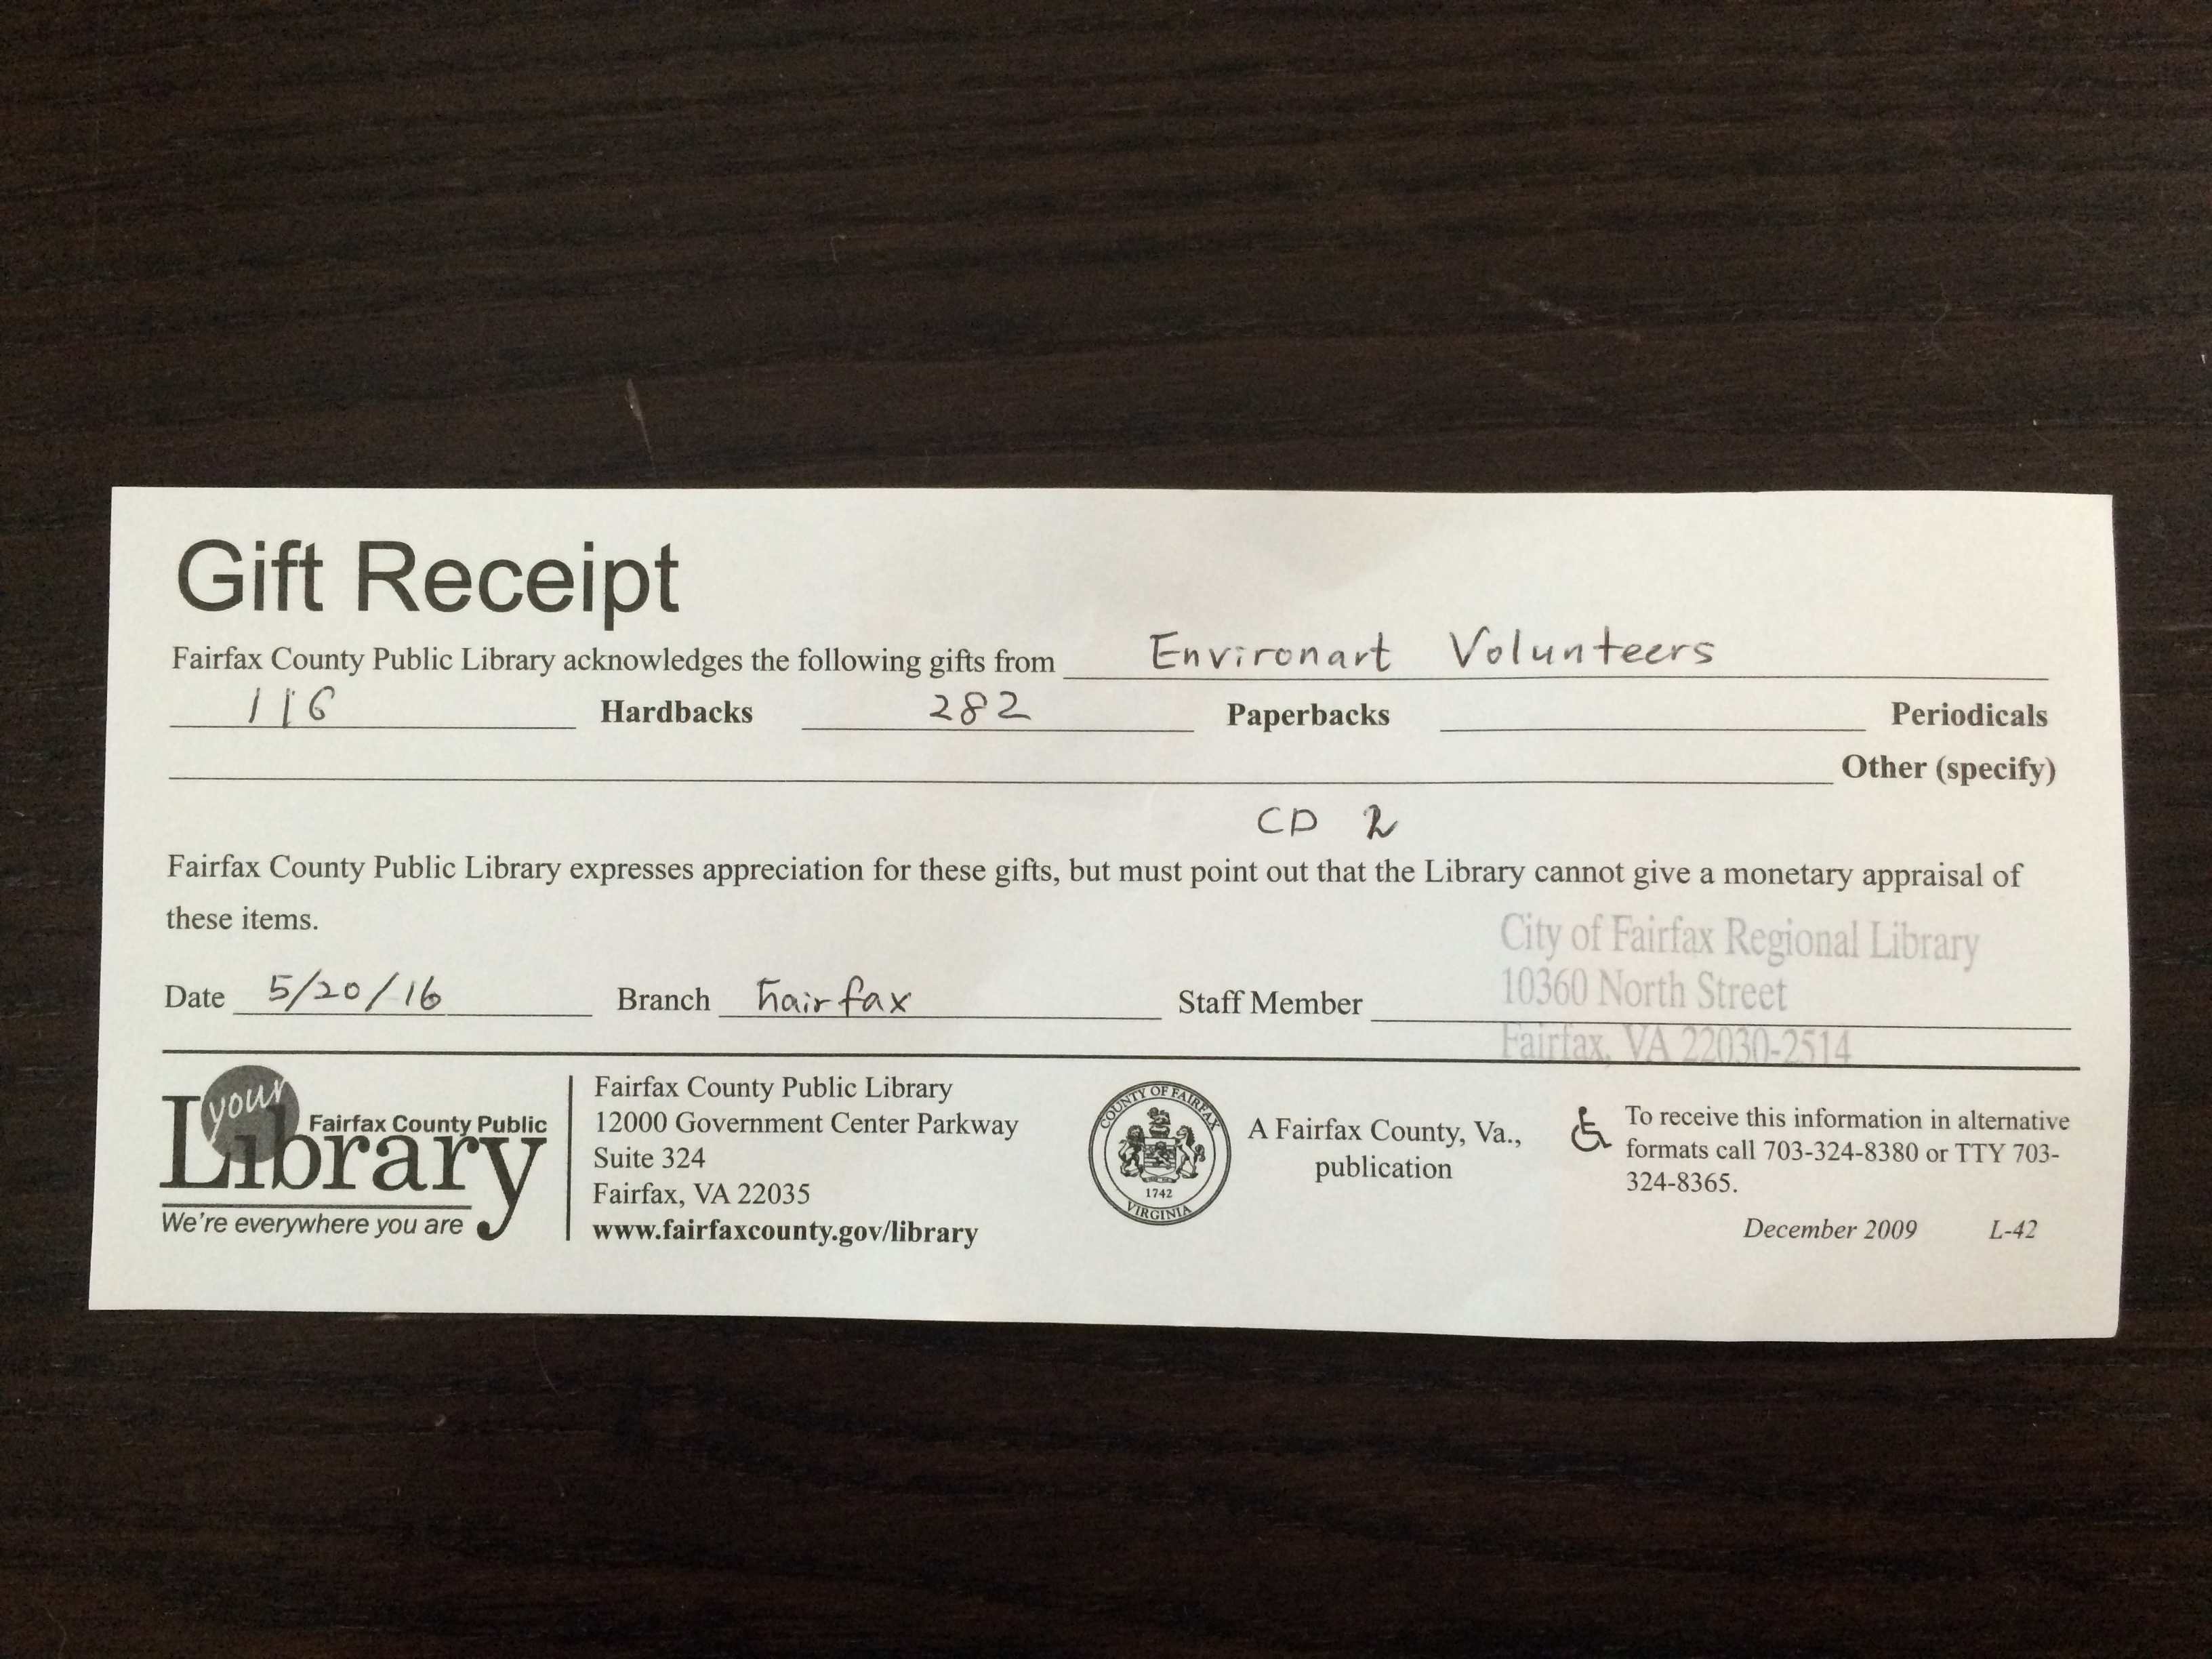 Gift Receipt
Fairfax County Public Library acknowledges the following gifts from Environart Volunteers
116 Hardbacks 282 Paperbacks Periodicals
Other (specify)
CD 2
Fairfax County Public Library expresses appreciation for these gifts, but must point out that the Library cannot give a monetary appraisal of
these items.
City of Fairfax Regional Library
10360 North Street
Fairfax, VA 22030-2514
Date 5/20/16 Branch Fairfax Staff Member
your
Fairfax County Public
Library
We're everywhere you are
Fairfax County Public Library
12000 Government Center Parkway
Suite 324
Fairfax, VA 22035
www.fairfaxcounty.gov/library
COUNTY OF FAIRFAX
1742
VIRGINIA
A Fairfax County, Va.,
publication
To receive this information in alternative
formats call 703-324-8380 or TTY 703-
324-8365.
December 2009 L-42